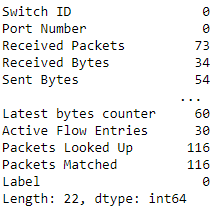 Switch ID 0
Port Number 0
Received Packets 73
Received Bytes 34
Sent Bytes 54
...
Latest bytes counter 60
Active Flow Entries 30
Packets Looked Up 116
Packets Matched 116
Label 0
Length: 22, dtype: int64